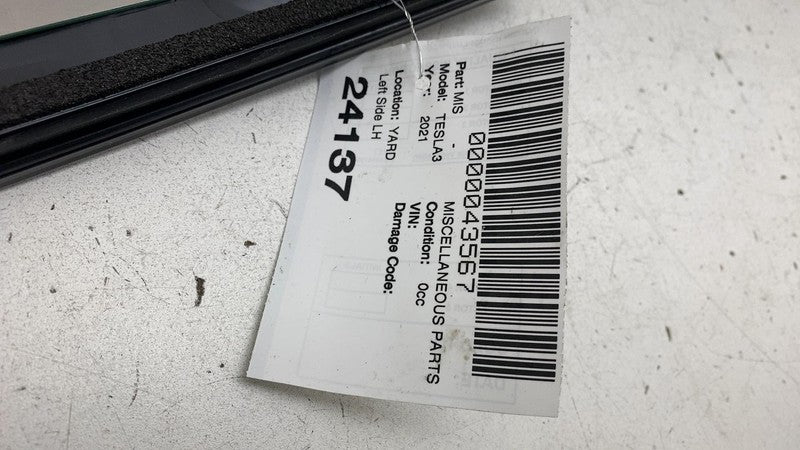 0000043567
Part: MIS - MISCELLANEOUS PARTS
Model: TESLA3 Condition: 0cc
Year: 2021 VIN:
Damage Code:
Location: YARD
Left Side LH
24137